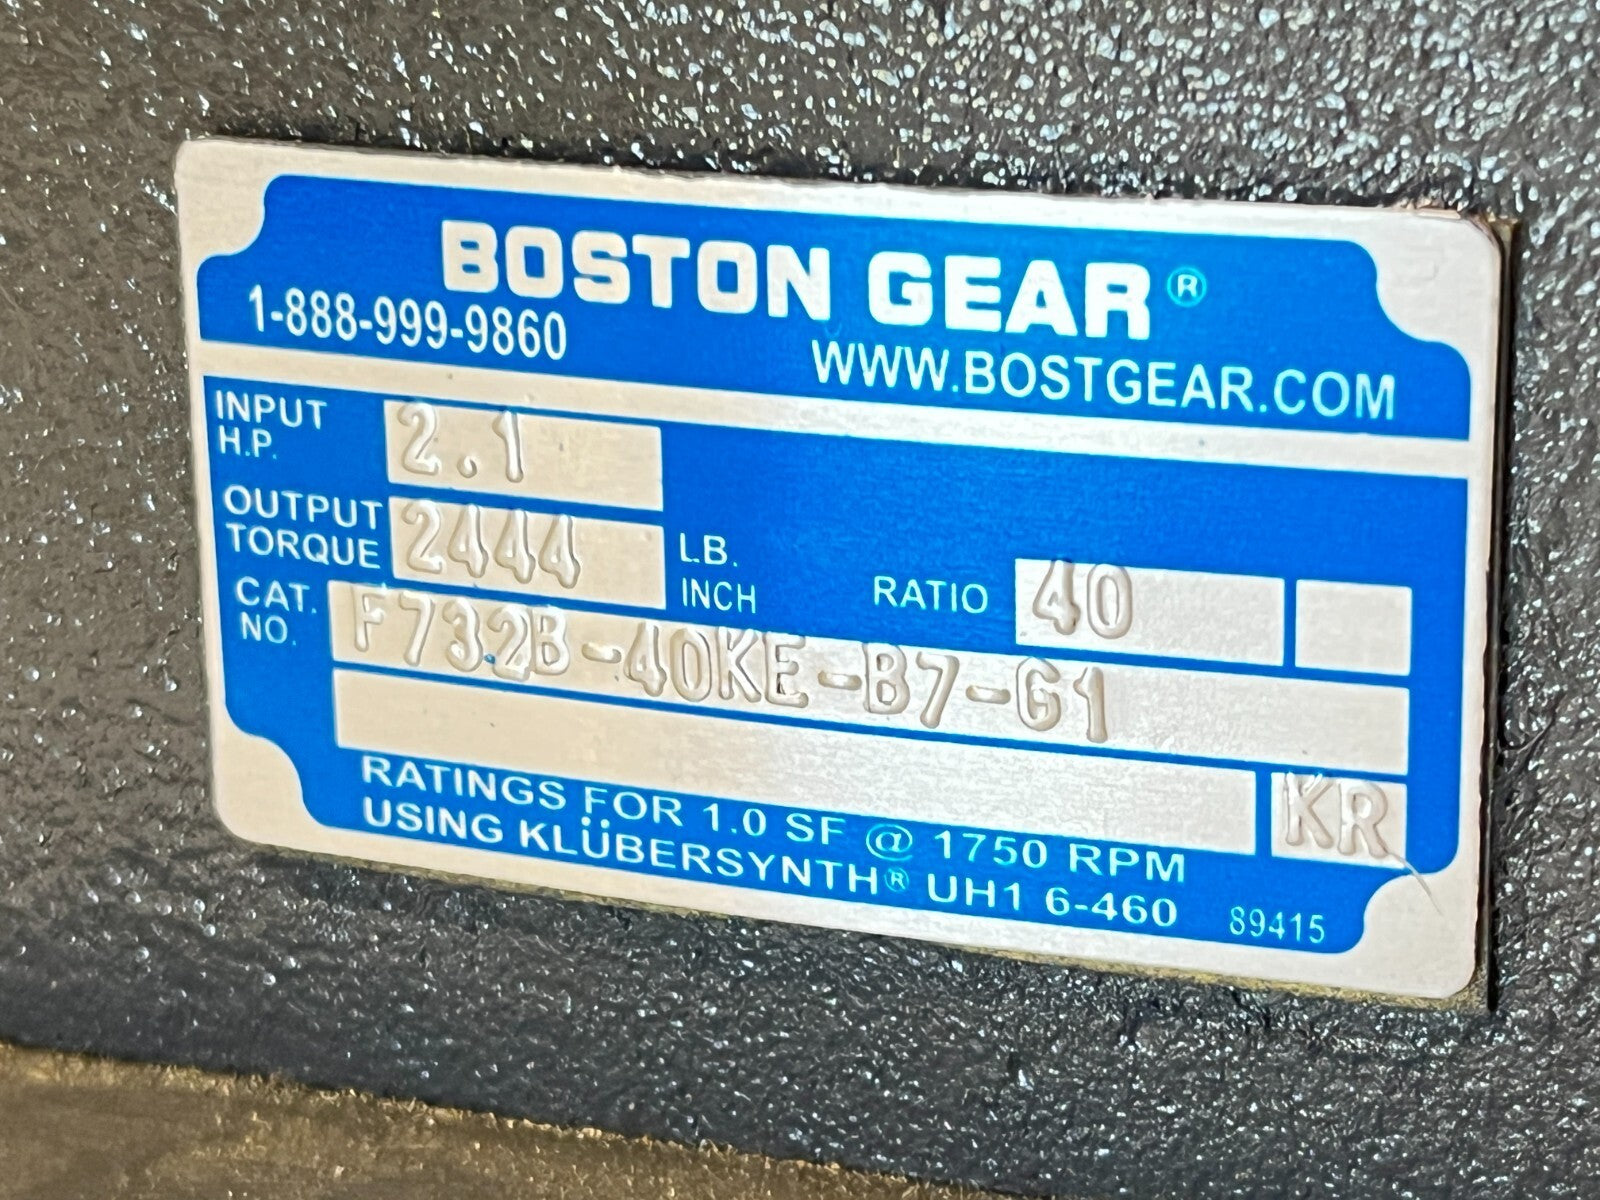 BOSTON GEAR®
1-888-999-9860
WWW.BOSTGEAR.COM
INPUT H.P. 2.1
OUTPUT TORQUE 2444 LB. INCH
RATIO 40
CAT. NO. F732B-40KE-B7-G1
KR
RATINGS FOR 1.0 SF @ 1750 RPM
USING KLÜBERSYNTH® UH1 6-460
89415